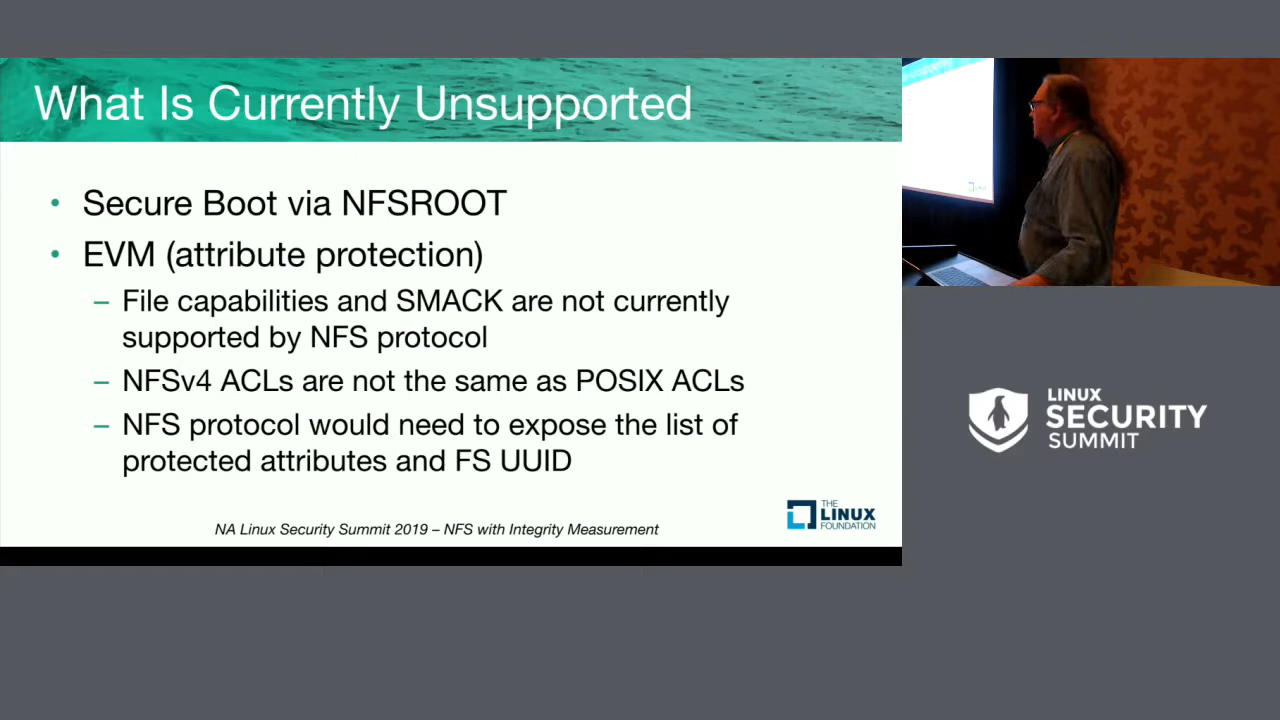 What Is Currently Unsupported
• Secure Boot via NFSROOT
• EVM (attribute protection)
– File capabilities and SMACK are not currently
supported by NFS protocol
– NFSv4 ACLs are not the same as POSIX ACLs
– NFS protocol would need to expose the list of
protected attributes and FS UUID
NA Linux Security Summit 2019 – NFS with Integrity Measurement
THE
LINUX
FOUNDATION
LINUX
SECURITY
SUMMIT